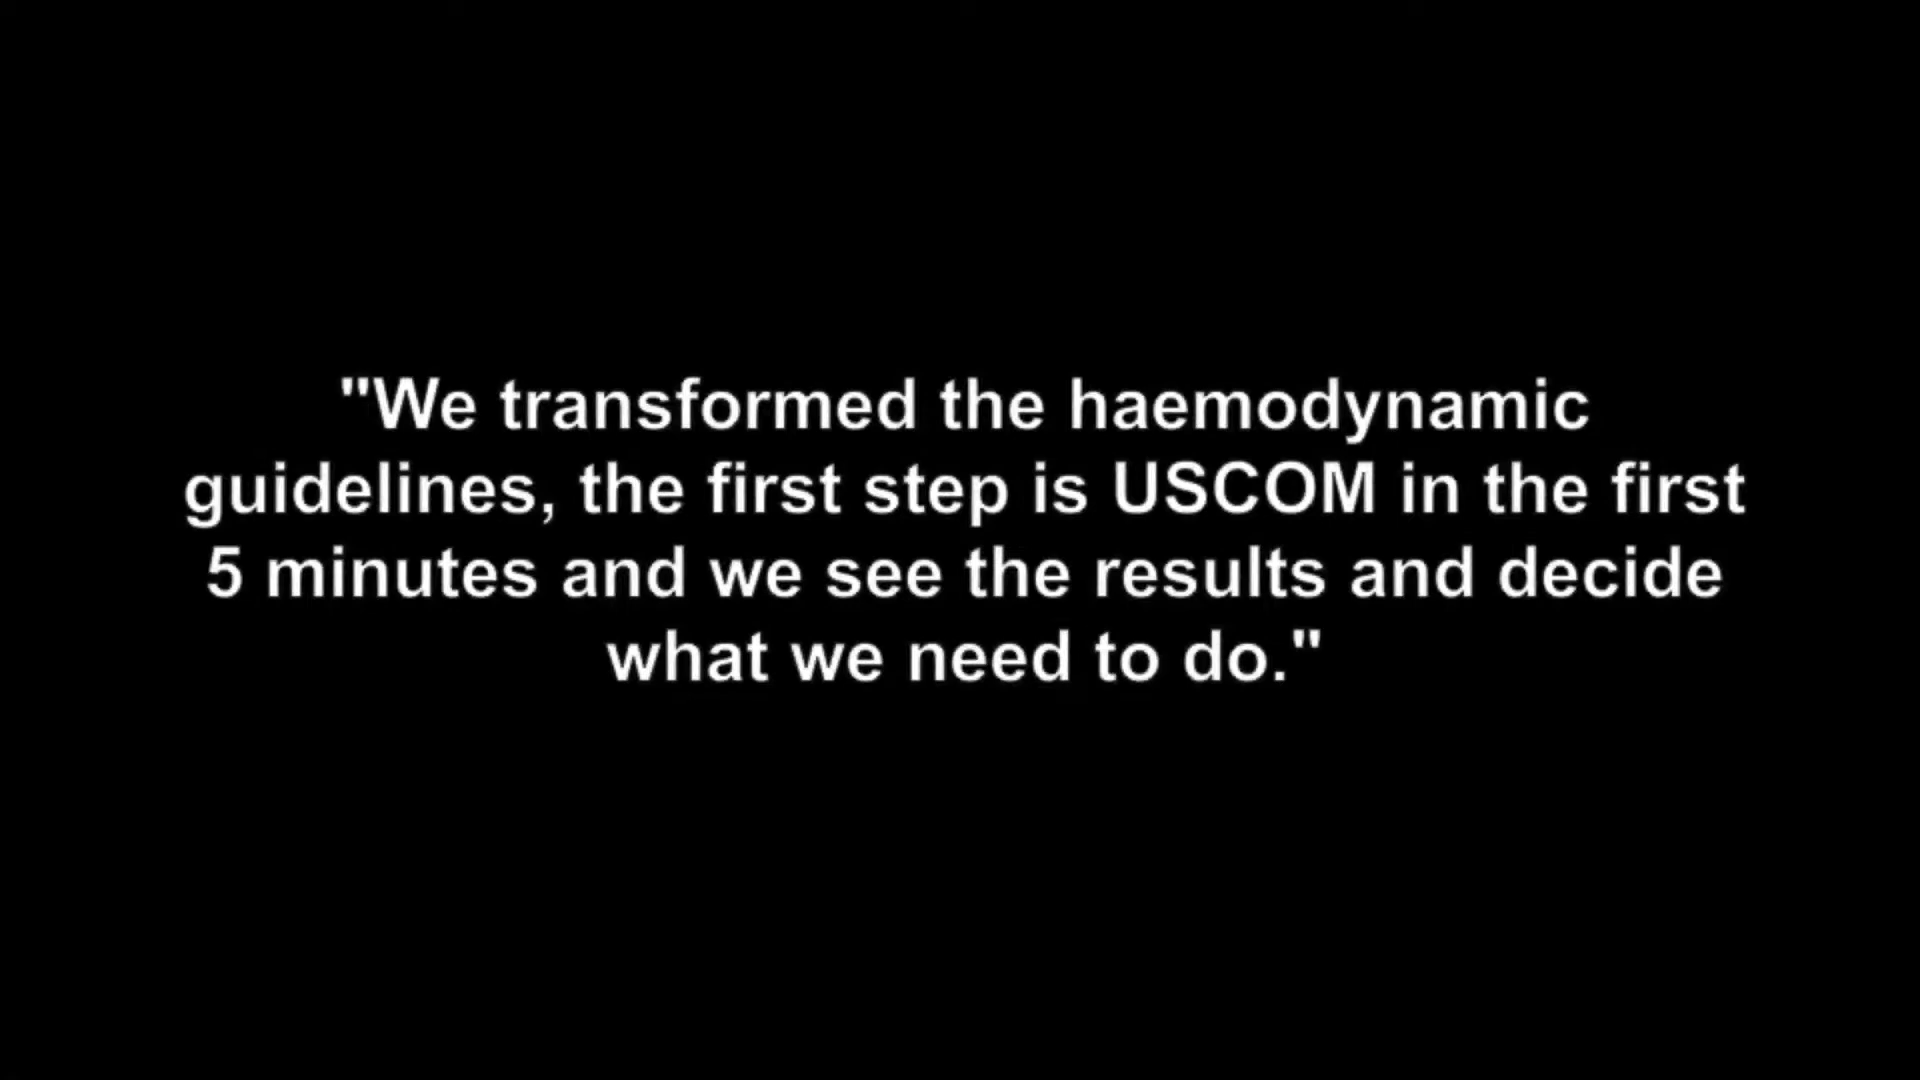 "We transformed the haemodynamic
guidelines, the first step is USCOM in the first
5 minutes and we see the results and decide
what we need to do."